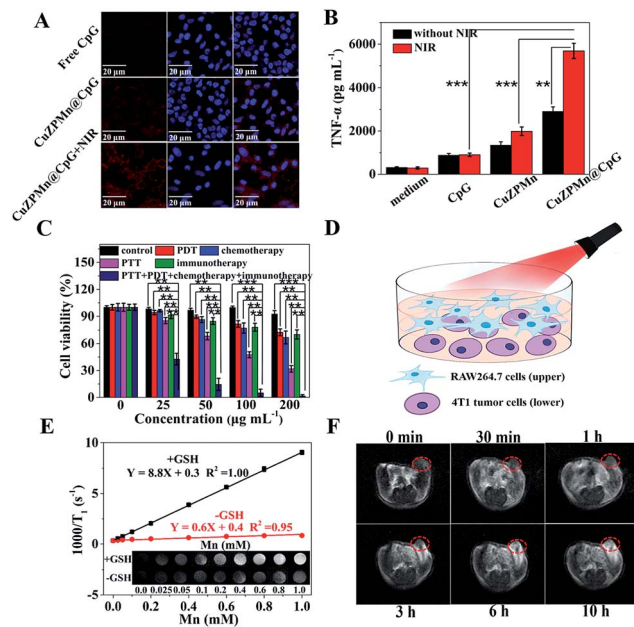 A
Free CpG
20 μm
20 μm
20 μm
CuZPMn@CpG
20 μm
20 μm
20 μm
CuZPMn@CpG+NIR
20 μm
20 μm
20 μm
B
without NIR
NIR
TNF-α (pg mL⁻¹)
6000
4000
2000
0
***
***
**
medium
CpG
CuZPMn
CuZPMn@CpG
C
control PDT chemotherapy
PTT immunotherapy
PTT+PDT+chemotherapy+immunotherapy
Cell viability (%)
150
120
90
60
30
0
0 25 50 100 200
Concentration (μg mL⁻¹)
D
RAW264.7 cells (upper)
4T1 tumor cells (lower)
E
1000/T₁ (s⁻¹)
10
5
0
-5
+GSH
Y = 8.8X + 0.3 R²=1.00
-GSH
Y = 0.6X + 0.4 R²=0.95
Mn (mM)
+GSH
-GSH
0.0 0.025 0.05 0.1 0.2 0.4 0.6 0.8 1.0
0.0 0.2 0.4 0.6 0.8 1.0
Mn (mM)
F
0 min 30 min 1 h
3 h 6 h 10 h